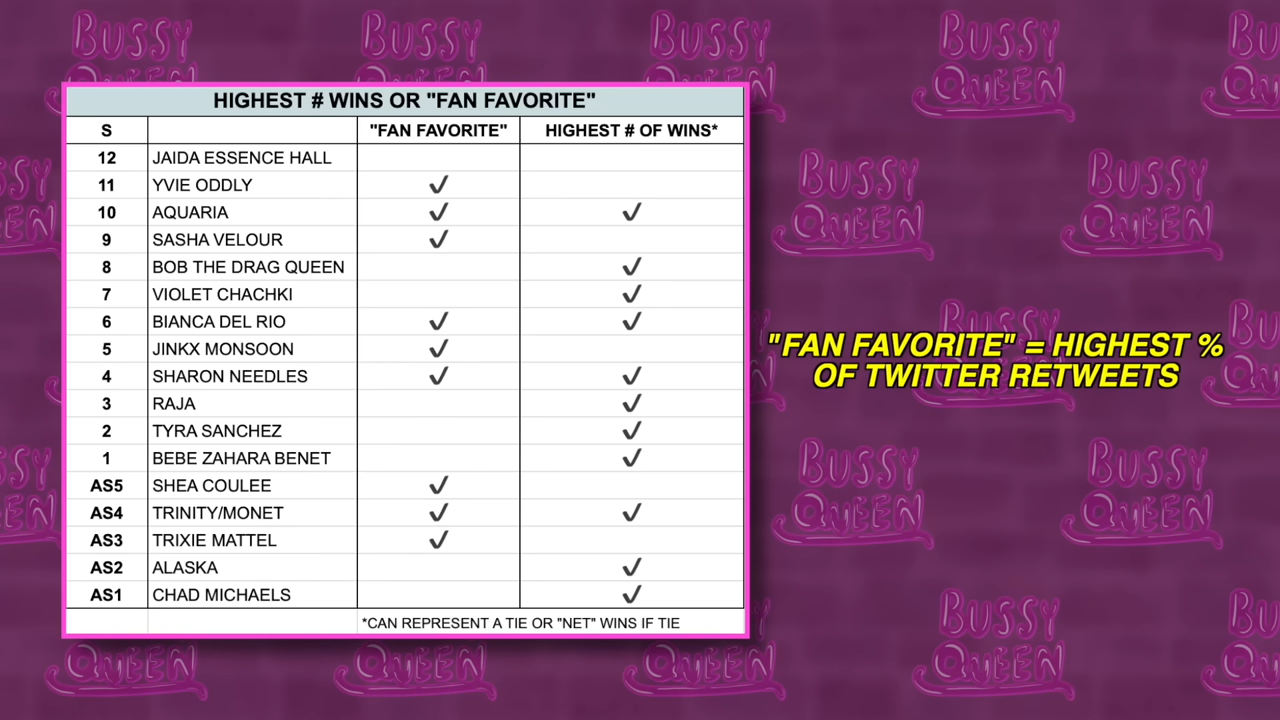 HIGHEST # WINS OR "FAN FAVORITE"
S "FAN FAVORITE" HIGHEST # OF WINS*
12 JAIDA ESSENCE HALL
11 YVIE ODDLY ✓
10 AQUARIA ✓ ✓
9 SASHA VELOUR ✓
8 BOB THE DRAG QUEEN ✓
7 VIOLET CHACHKI ✓
6 BIANCA DEL RIO ✓ ✓
5 JINKX MONSOON ✓
4 SHARON NEEDLES ✓ ✓
3 RAJA ✓
2 TYRA SANCHEZ ✓
1 BEBE ZAHARA BENET ✓
AS5 SHEA COULEE ✓
AS4 TRINITY/MONET ✓ ✓
AS3 TRIXIE MATTEL ✓
AS2 ALASKA ✓
AS1 CHAD MICHAELS ✓
*CAN REPRESENT A TIE OR "NET" WINS IF TIE
"FAN FAVORITE" = HIGHEST %
OF TWITTER RETWEETS
BUSSY
QUEEN